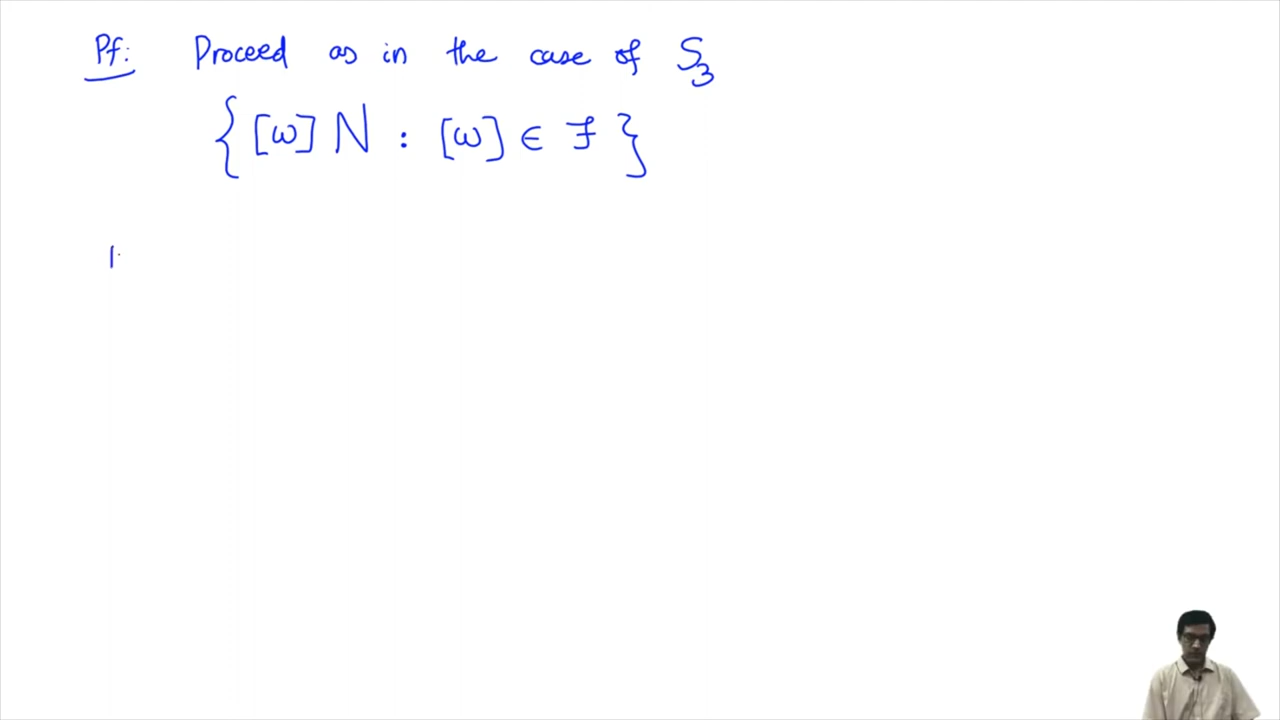 Pf: Proceed as in the case of S₃
{ [ω] N : [ω] ∈ F }